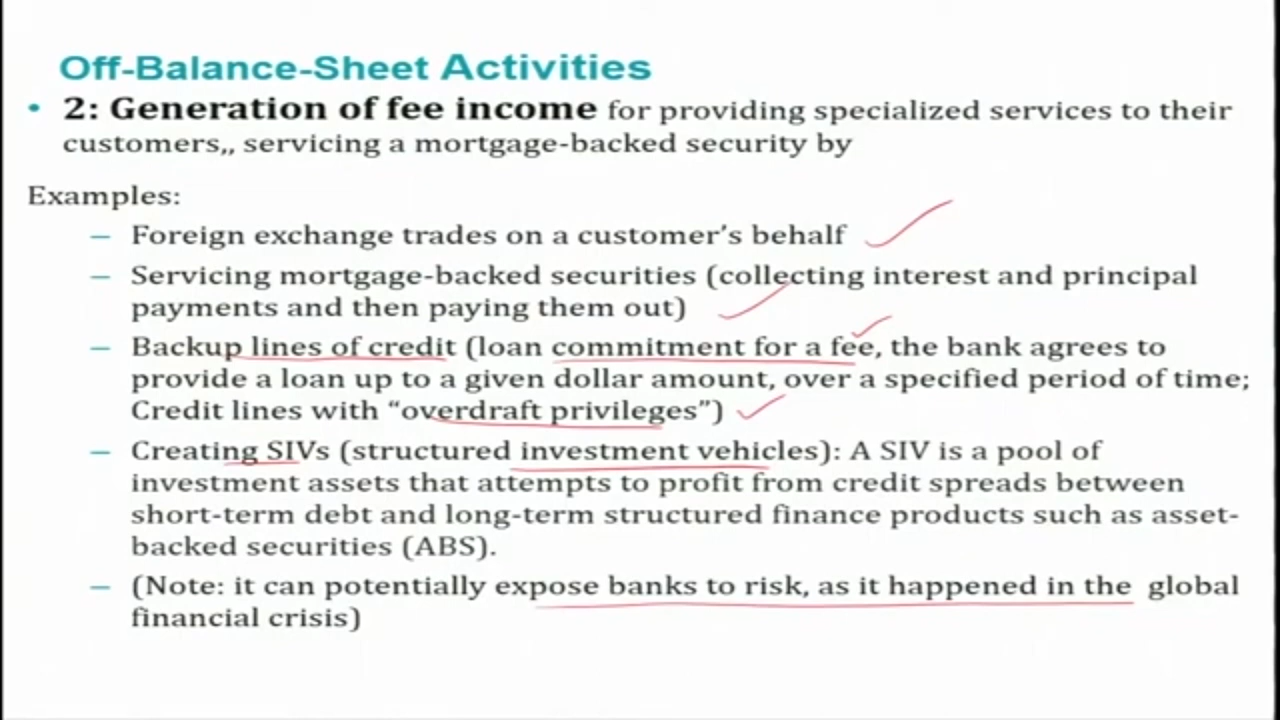 Off-Balance-Sheet Activities
• 2: Generation of fee income for providing specialized services to their
customers,, servicing a mortgage-backed security by
Examples:
– Foreign exchange trades on a customer's behalf
– Servicing mortgage-backed securities (collecting interest and principal
payments and then paying them out)
– Backup lines of credit (loan commitment for a fee, the bank agrees to
provide a loan up to a given dollar amount, over a specified period of time;
Credit lines with “overdraft privileges”)
– Creating SIVs (structured investment vehicles): A SIV is a pool of
investment assets that attempts to profit from credit spreads between
short-term debt and long-term structured finance products such as asset-
backed securities (ABS).
– (Note: it can potentially expose banks to risk, as it happened in the global
financial crisis)